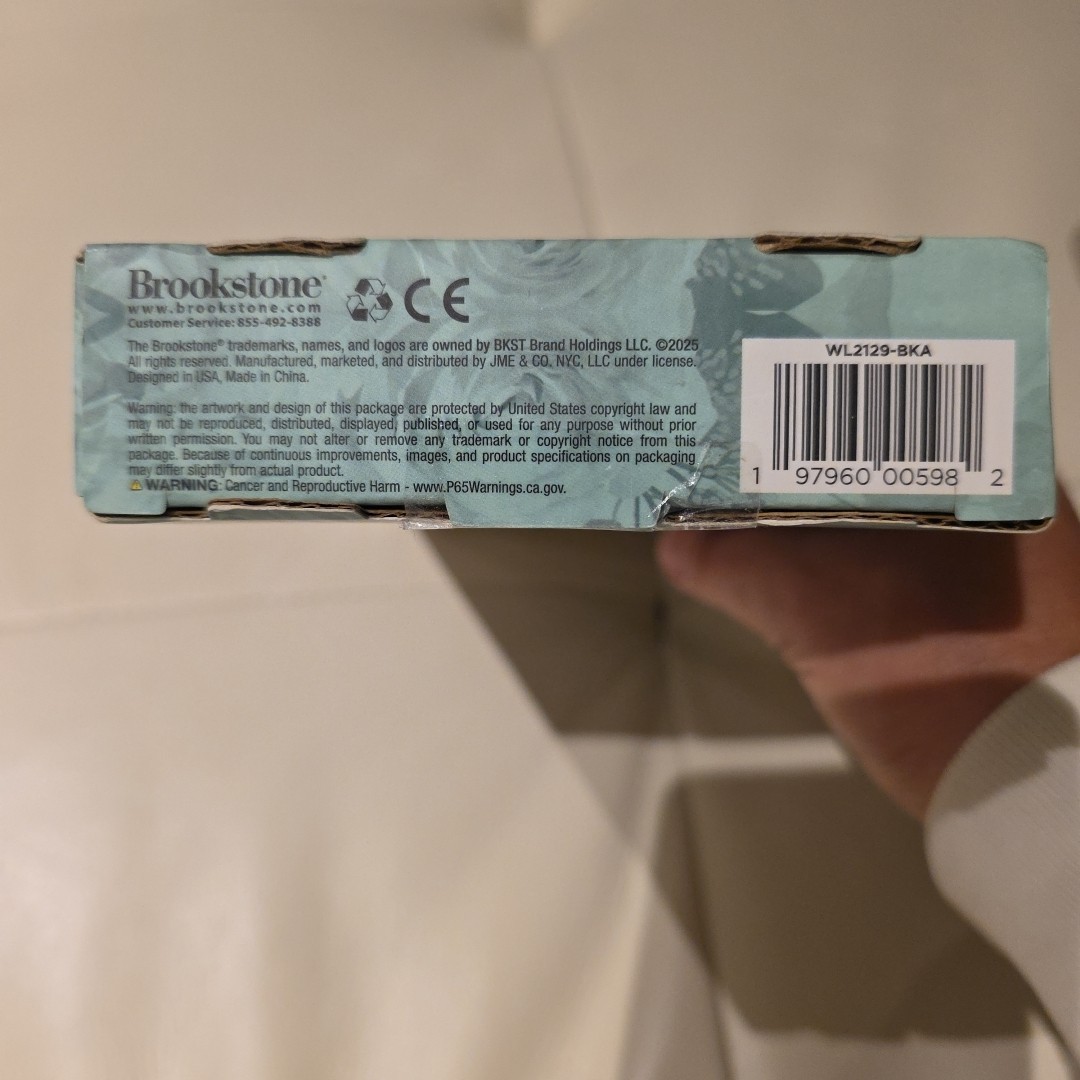 Brookstone®
www.brookstone.com
Customer Service: 855-492-8388
CE
The Brookstone® trademarks, names, and logos are owned by BKST Brand Holdings LLC. ©2025
All rights reserved. Manufactured, marketed, and distributed by JME & CO. NYC, LLC under license.
Designed in USA, Made in China.
Warning: the artwork and design of this package are protected by United States copyright law and
may not be reproduced, distributed, displayed, published, or used for any purpose without prior
written permission. You may not alter or remove any trademark or copyright notice from this
package. Because of continuous improvements, images, and product specifications on packaging
may differ slightly from actual product.
⚠ WARNING: Cancer and Reproductive Harm - www.P65Warnings.ca.gov.
WL2129-BKA
1 97960 00598 2